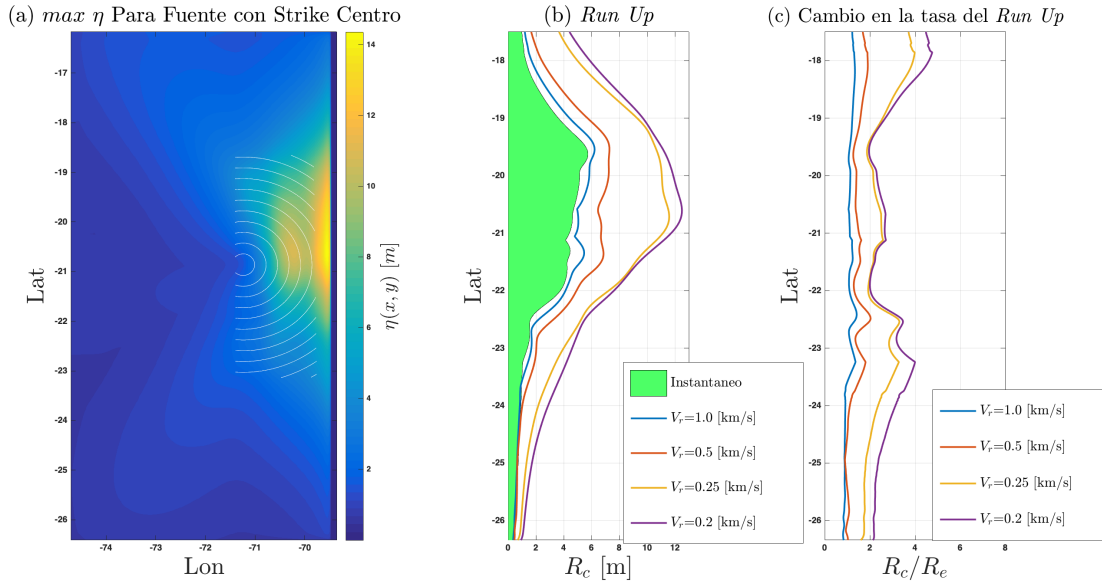 (a) max η Para Fuente con Strike Centro
(b) Run Up
(c) Cambio en la tasa del Run Up
-17
-18
-19
-20
-21
-22
-23
-24
-25
-26
Lat
-74
-73
-72
-71
-70
Lon
14
12
10
8
6
4
2
η(x, y) [m]
-18
-19
-20
-21
-22
-23
-24
-25
-26
Lat
0
2
4
6
8
10
12
R_c [m]
Instantaneo
V_r=1.0 [km/s]
V_r=0.5 [km/s]
V_r=0.25 [km/s]
V_r=0.2 [km/s]
-18
-19
-20
-21
-22
-23
-24
-25
-26
Lat
0
2
4
6
8
R_c/R_e
V_r=1.0 [km/s]
V_r=0.5 [km/s]
V_r=0.25 [km/s]
V_r=0.2 [km/s]